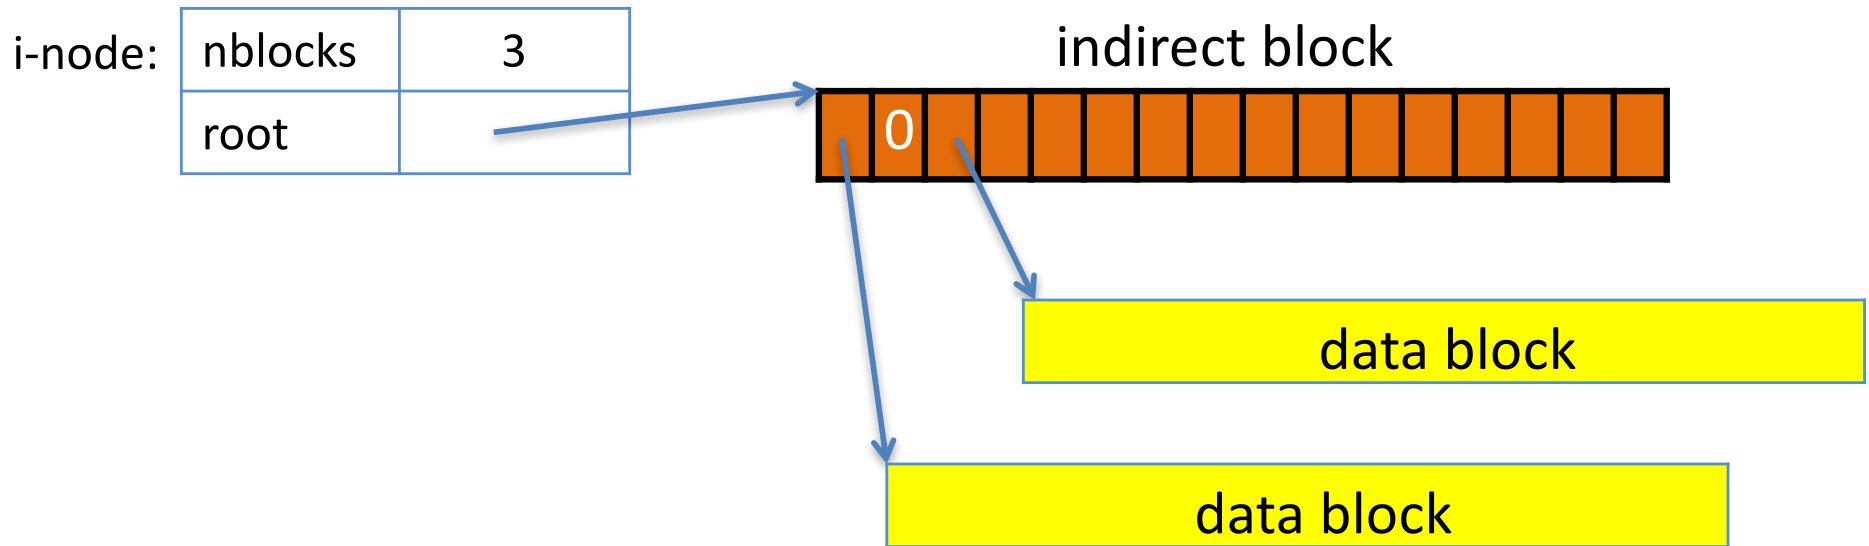 i-node:
nblocks 3
root
indirect block
0
data block
data block